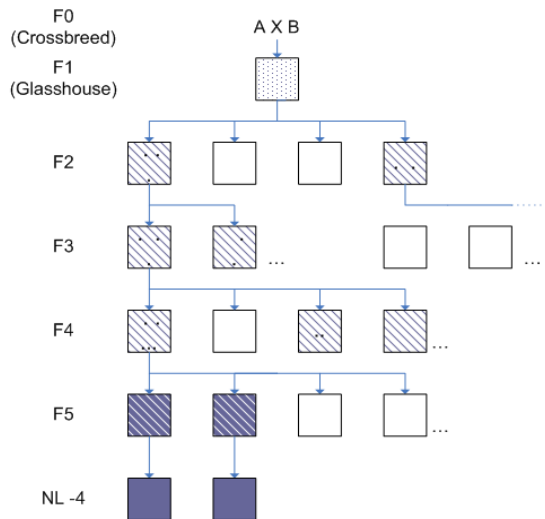 F0
(Crossbreed)
A X B
F1
(Glasshouse)
F2
F3
...
...
F4
...
F5
...
NL -4